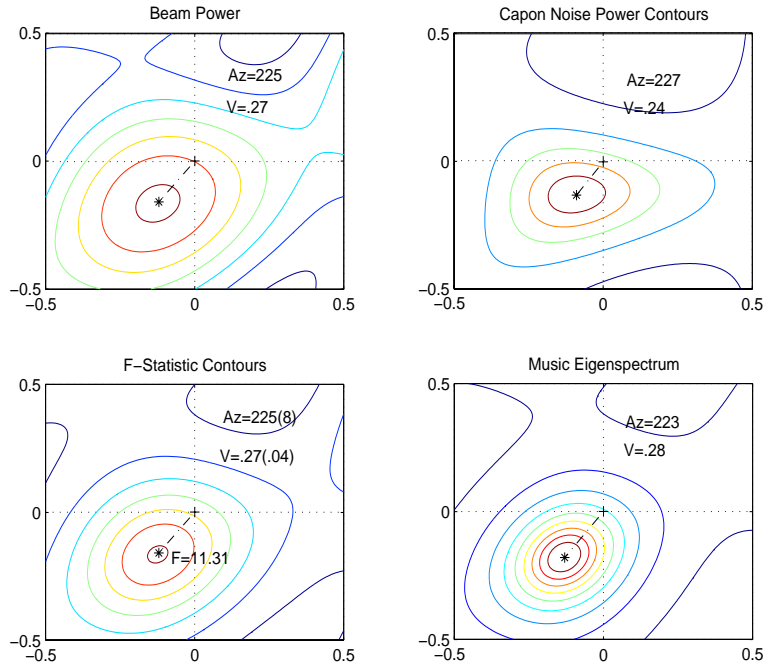 Beam Power
0.5
Az=225
V=.27
0
−0.5
−0.5
0
0.5
Capon Noise Power Contours
0.5
Az=227
V=.24
0
−0.5
−0.5
0
0.5
F−Statistic Contours
0.5
Az=225(8)
V=.27(.04)
0
F=11.31
−0.5
−0.5
0
0.5
Music Eigenspectrum
0.5
Az=223
V=.28
0
−0.5
−0.5
0
0.5